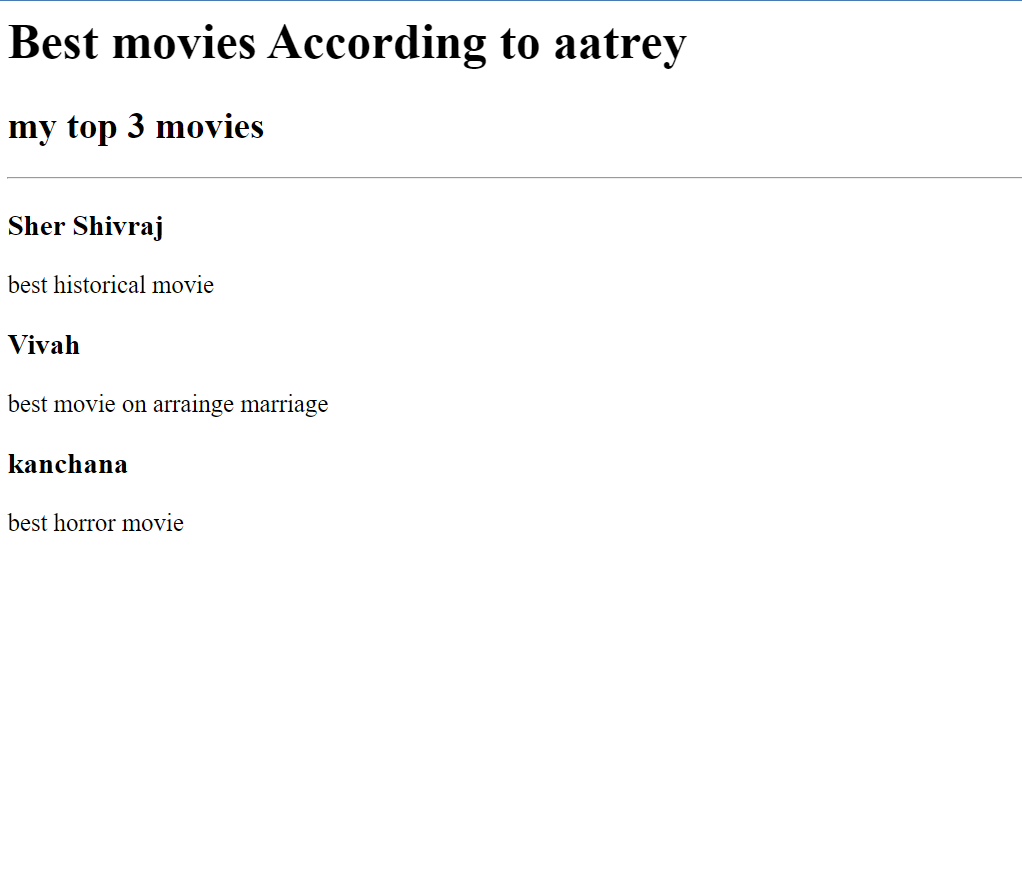 Best movies According to aatrey
my top 3 movies
Sher Shivraj
best historical movie
Vivah
best movie on arrainge marriage
kanchana
best horror movie